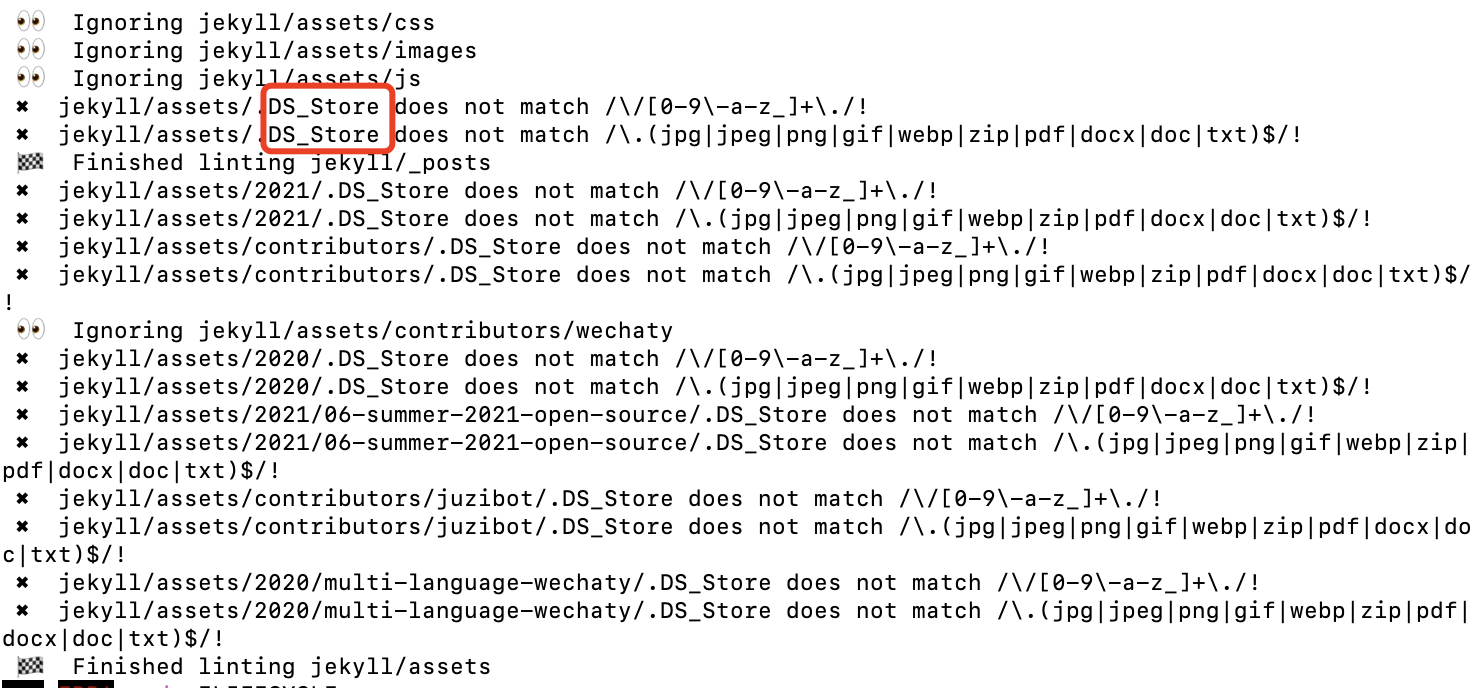 👀 Ignoring jekyll/assets/css
👀 Ignoring jekyll/assets/images
👀 Ignoring jekyll/assets/js
✖ jekyll/assets/.DS_Store does not match /\/[0-9\-a-z_]+\./!
✖ jekyll/assets/.DS_Store does not match /\.(jpg|jpeg|png|gif|webp|zip|pdf|docx|doc|txt)$/!
🏁 Finished linting jekyll/_posts
✖ jekyll/assets/2021/.DS_Store does not match /\/[0-9\-a-z_]+\./!
✖ jekyll/assets/2021/.DS_Store does not match /\.(jpg|jpeg|png|gif|webp|zip|pdf|docx|doc|txt)$/!
✖ jekyll/assets/contributors/.DS_Store does not match /\/[0-9\-a-z_]+\./!
✖ jekyll/assets/contributors/.DS_Store does not match /\.(jpg|jpeg|png|gif|webp|zip|pdf|docx|doc|txt)$/
!
👀 Ignoring jekyll/assets/contributors/wechaty
✖ jekyll/assets/2020/.DS_Store does not match /\/[0-9\-a-z_]+\./!
✖ jekyll/assets/2020/.DS_Store does not match /\.(jpg|jpeg|png|gif|webp|zip|pdf|docx|doc|txt)$/!
✖ jekyll/assets/2021/06-summer-2021-open-source/.DS_Store does not match /\/[0-9\-a-z_]+\./!
✖ jekyll/assets/2021/06-summer-2021-open-source/.DS_Store does not match /\.(jpg|jpeg|png|gif|webp|zip|
pdf|docx|doc|txt)$/!
✖ jekyll/assets/contributors/juzibot/.DS_Store does not match /\/[0-9\-a-z_]+\./!
✖ jekyll/assets/contributors/juzibot/.DS_Store does not match /\.(jpg|jpeg|png|gif|webp|zip|pdf|docx|do
c|txt)$/!
✖ jekyll/assets/2020/multi-language-wechaty/.DS_Store does not match /\/[0-9\-a-z_]+\./!
✖ jekyll/assets/2020/multi-language-wechaty/.DS_Store does not match /\.(jpg|jpeg|png|gif|webp|zip|pdf|
docx|doc|txt)$/!
🏁 Finished linting jekyll/assets